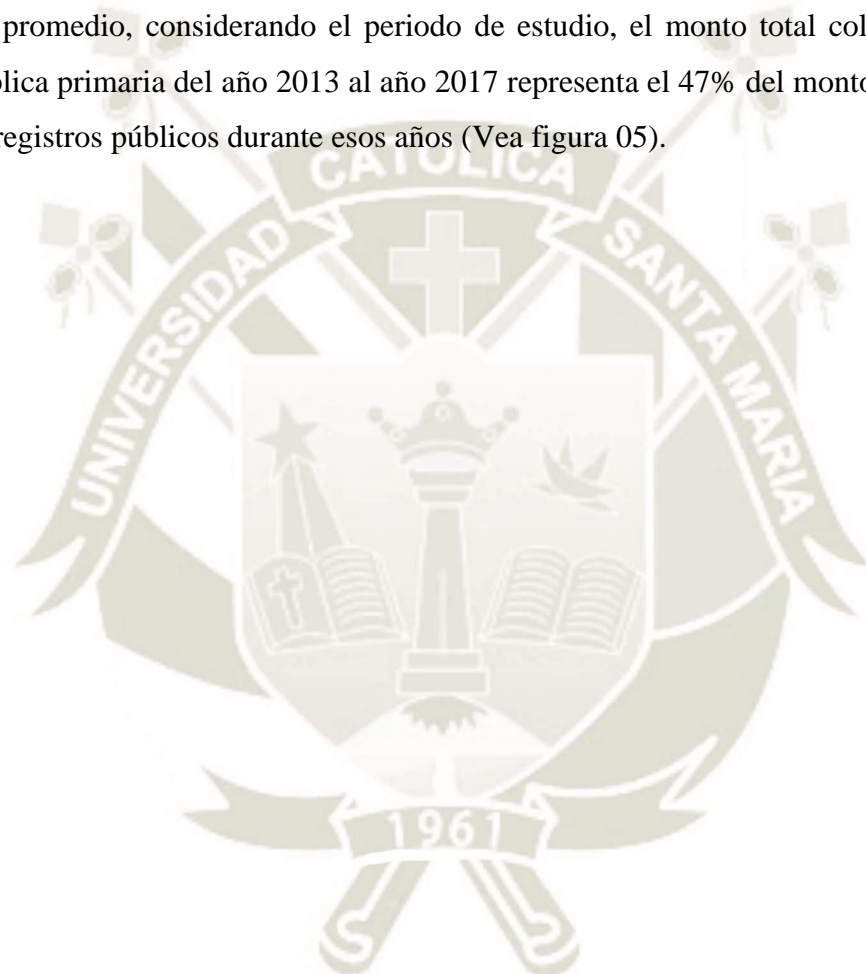 promedio, considerando el periodo de estudio, el monto total col
lica primaria del año 2013 al año 2017 representa el 47% del monto
registros públicos durante esos años (Vea figura 05).
UNIVERSIDAD CATOLICA SANTA MARIA
1961